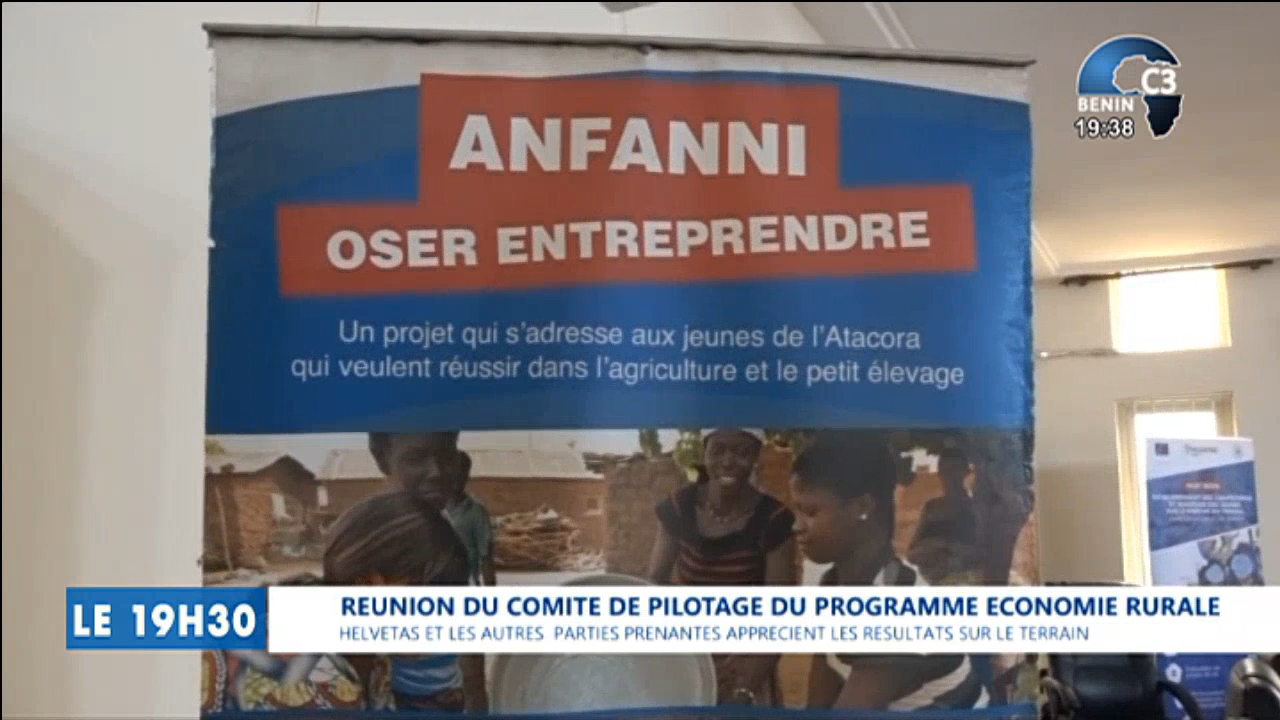 ANFANNI
OSER ENTREPRENDRE
Un projet qui s'adresse aux jeunes de l'Atacora
qui veulent réussir dans l'agriculture et le petit élevage
C3
BENIN
19:38
LE 19H30
REUNION DU COMITE DE PILOTAGE DU PROGRAMME ECONOMIE RURALE
HELVETAS ET LES AUTRES PARTIES PRENANTES APPRECIENT LES RESULTATS SUR LE TERRAIN